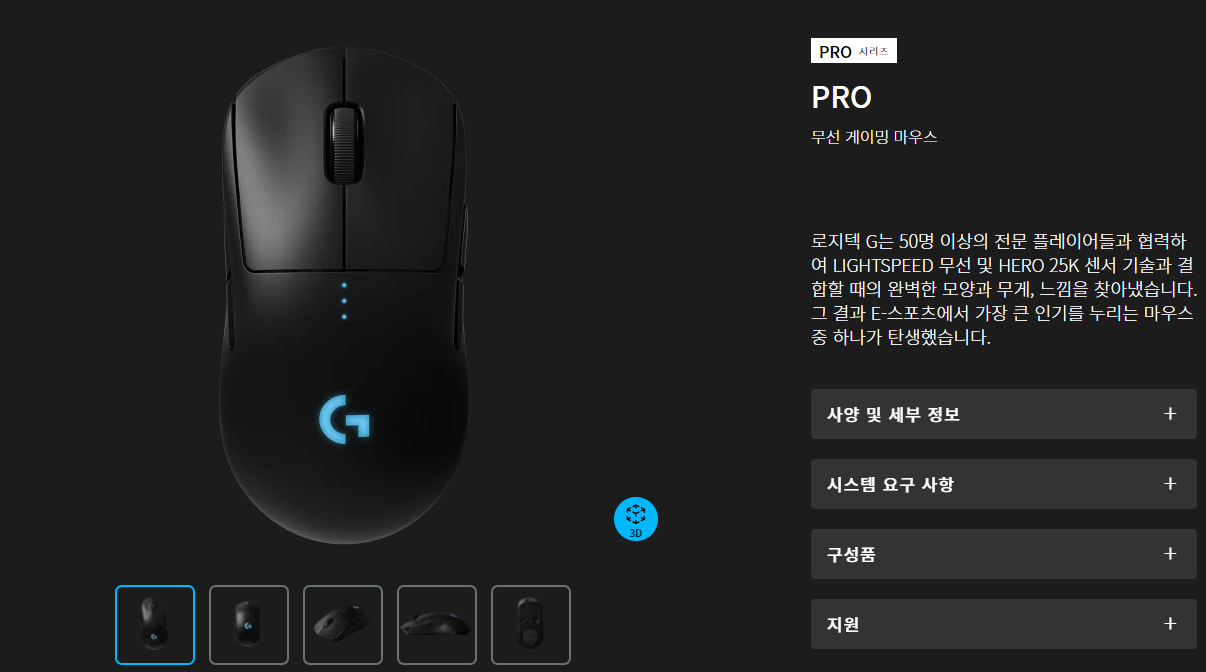 PRO 시리즈
PRO
무선 게이밍 마우스
로지텍 G는 50명 이상의 전문 플레이어들과 협력하
여 LIGHTSPEED 무선 및 HERO 25K 센서 기술과 결
합할 때의 완벽한 모양과 무게, 느낌을 찾아냈습니다.
그 결과 E-스포츠에서 가장 큰 인기를 누리는 마우스
중 하나가 탄생했습니다.
3D
사양 및 세부 정보 +
시스템 요구 사항 +
구성품 +
지원 +